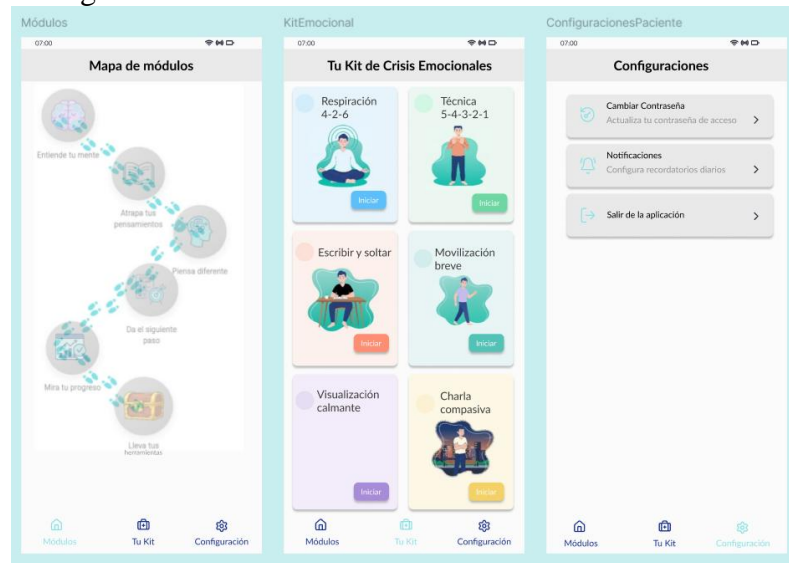 Módulos
07:00
Mapa de módulos
Entiende tu mente
Atrapa tus
pensamientos
Piensa diferente
Da el siguiente
paso
Mira tu progreso
Lleva tus
herramientas
Módulos
Tu Kit
Configuración
KitEmocional
07:00
Tu Kit de Crisis Emocionales
Respiración
4-2-6
Iniciar
Técnica
5-4-3-2-1
Iniciar
Escribir y soltar
Iniciar
Movilización
breve
Iniciar
Visualización
calmante
Iniciar
Charla
compasiva
Iniciar
Módulos
Tu Kit
Configuración
ConfiguracionesPaciente
07:00
Configuraciones
Cambiar Contraseña
Actualiza tu contraseña de acceso
Notificaciones
Configura recordatorios diarios
Salir de la aplicación
Módulos
Tu Kit
Configuración